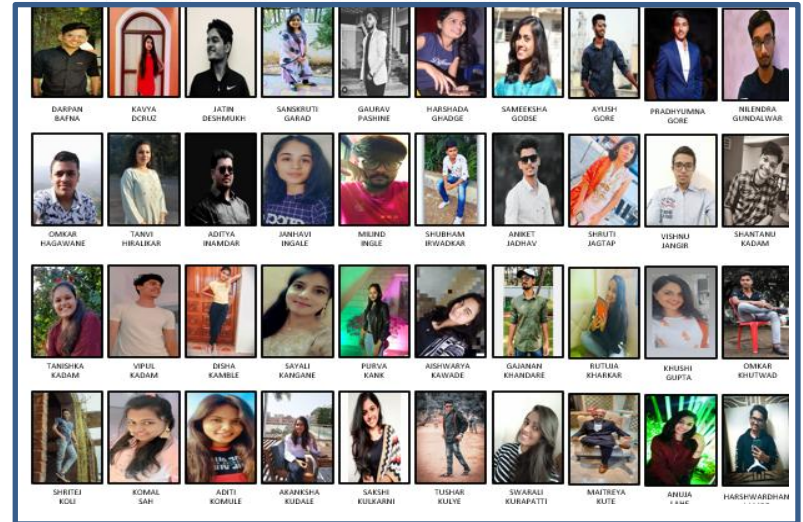 DARPAN
BAFNA
KAVYA
DCRUZ
JATIN
DESHMUKH
SANSKRUTI
GARAD
GAURAV
PASHINE
HARSHADA
GHADGE
SAMEEKSHA
GODSE
AYUSH
GORE
PRADHYUMNA
GORE
NILENDRA
GUNDALWAR
OMKAR
HAGAWANE
TANVI
HIRALIKAR
ADITYA
INAMDAR
JANHAVI
INGALE
MILIND
INGLE
SHUBHAM
IRWADKAR
ANIKET
JADHAV
SHRUTI
JAGTAP
VISHNU
JANGIR
SHANTANU
KADAM
TANISHKA
KADAM
VIPUL
KADAM
DISHA
KAMBLE
SAYALI
KANGANE
PURVA
KANK
AISHWARYA
KAWADE
GAJANAN
KHANDARE
RUTUJA
KHARKAR
KHUSHI
GUPTA
OMKAR
KHUTWAD
SHRITEJ
KOLI
KOMAL
SAH
ADITI
KOMULE
AKANKSHA
KUDALE
SAKSHI
KULKARNI
TUSHAR
KULYE
SWARALI
KURAPATTI
MAITREYA
KUTE
ANUJA
HARSHWARDHAN